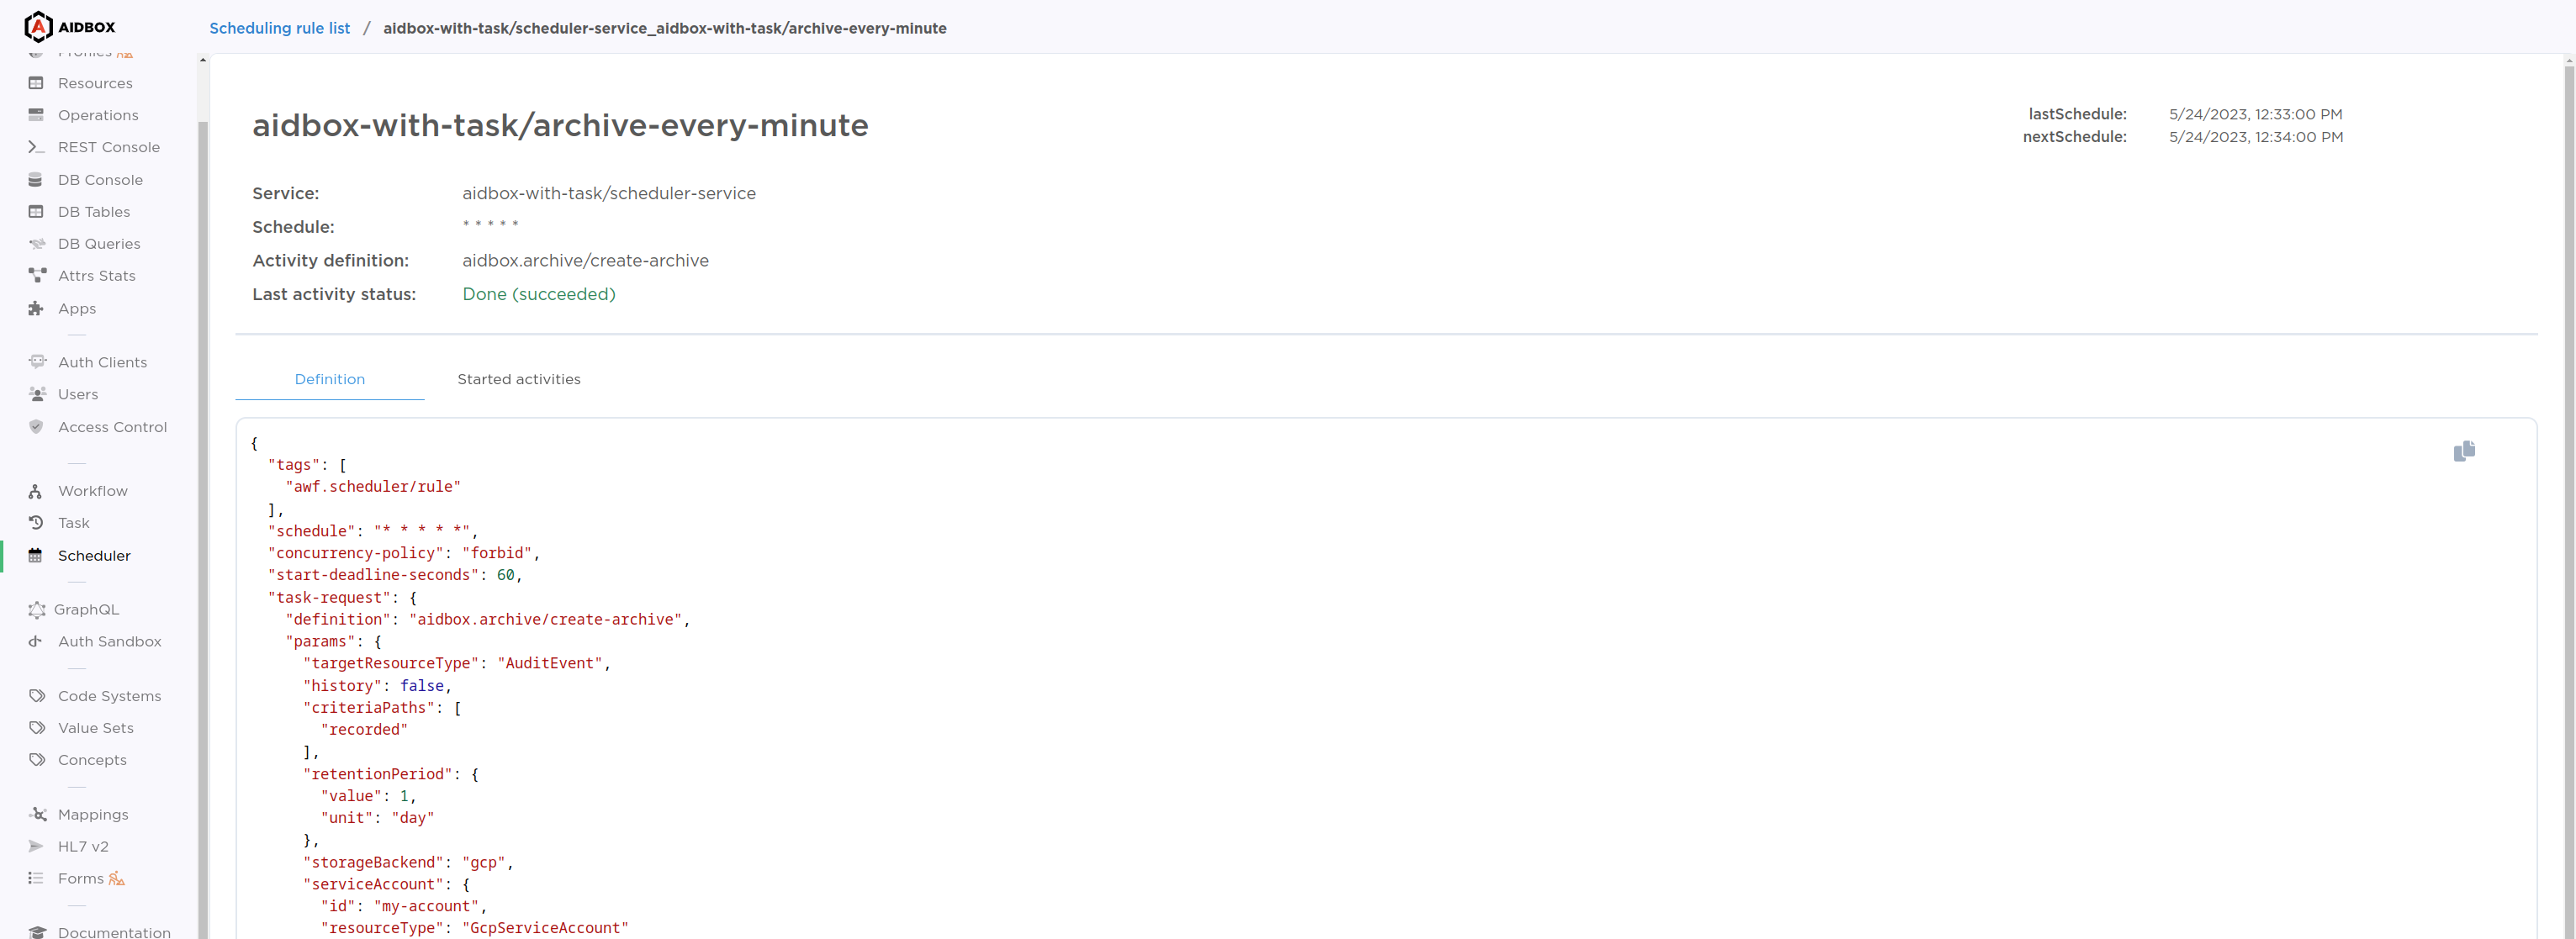 AIDBOX
Scheduling rule list / aidbox-with-task/scheduler-service_aidbox-with-task/archive-every-minute
Profiles
Resources
Operations
REST Console
DB Console
DB Tables
DB Queries
Attrs Stats
Apps
Auth Clients
Users
Access Control
Workflow
Task
Scheduler
GraphQL
Auth Sandbox
Code Systems
Value Sets
Concepts
Mappings
HL7 v2
Forms
Documentation
aidbox-with-task/archive-every-minute
lastSchedule: 5/24/2023, 12:33:00 PM
nextSchedule: 5/24/2023, 12:34:00 PM
Service: aidbox-with-task/scheduler-service
Schedule: * * * * *
Activity definition: aidbox.archive/create-archive
Last activity status: Done (succeeded)
Definition Started activities
{
"tags": [
"awf.scheduler/rule"
],
"schedule": "* * * * *",
"concurrency-policy": "forbid",
"start-deadline-seconds": 60,
"task-request": {
"definition": "aidbox.archive/create-archive",
"params": {
"targetResourceType": "AuditEvent",
"history": false,
"criteriaPaths": [
"recorded"
],
"retentionPeriod": {
"value": 1,
"unit": "day"
},
"storageBackend": "gcp",
"serviceAccount": {
"id": "my-account",
"resourceType": "GcpServiceAccount"